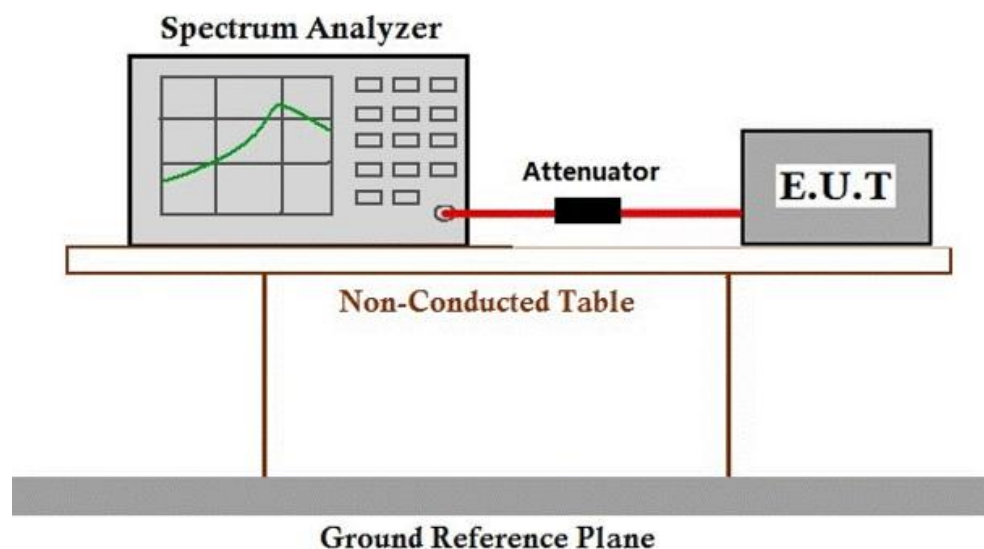 Spectrum Analyzer
Attenuator
E.U.T
Non-Conducted Table
Ground Reference Plane